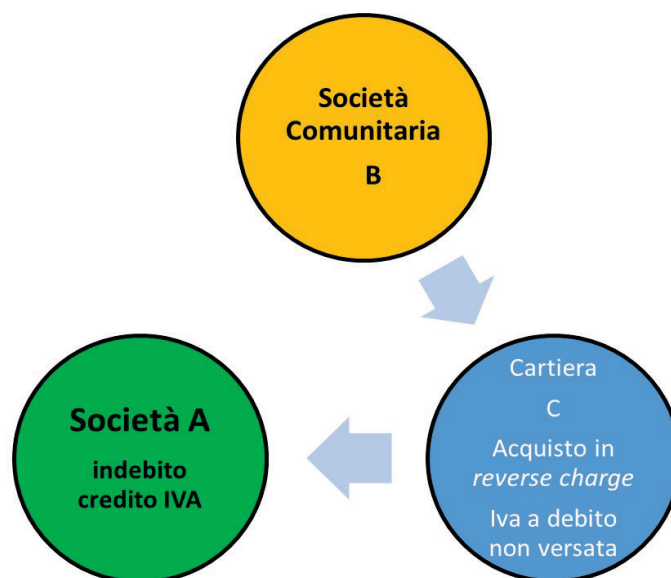 Società
Comunitaria
B
Società A
indebito
credito IVA
Cartiera
C
Acquisto in
reverse charge
Iva a debito
non versata